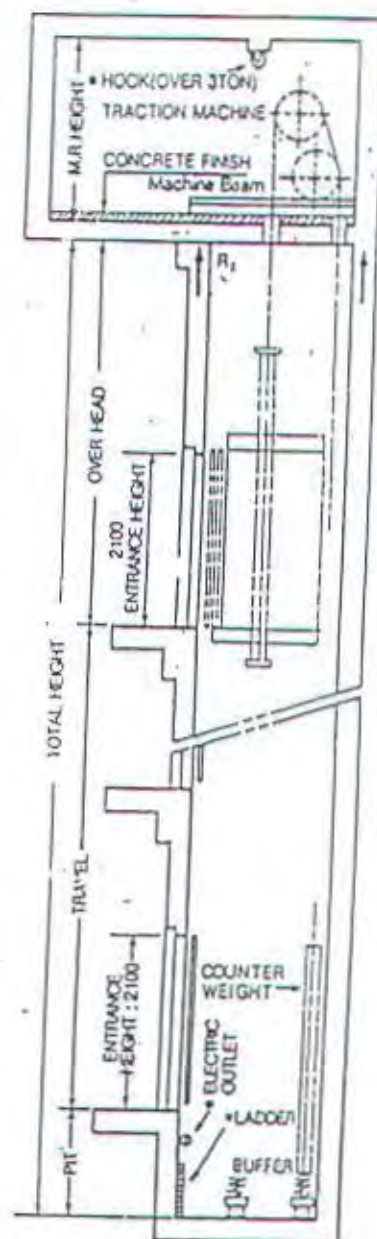 M.R HEIGHT
* HOOK(OVER 3TON)
TRACTION MACHINE
CONCRETE FINISH
Machine Beam
R₂
OVER HEAD
2100
ENTRANCE HEIGHT
TOTAL HEIGHT
TRAVEL
ENTRANCE
HEIGHT : 2100
COUNTER
WEIGHT
ELECTRIC
OUTLET
*LADDER
BUFFER
PIT